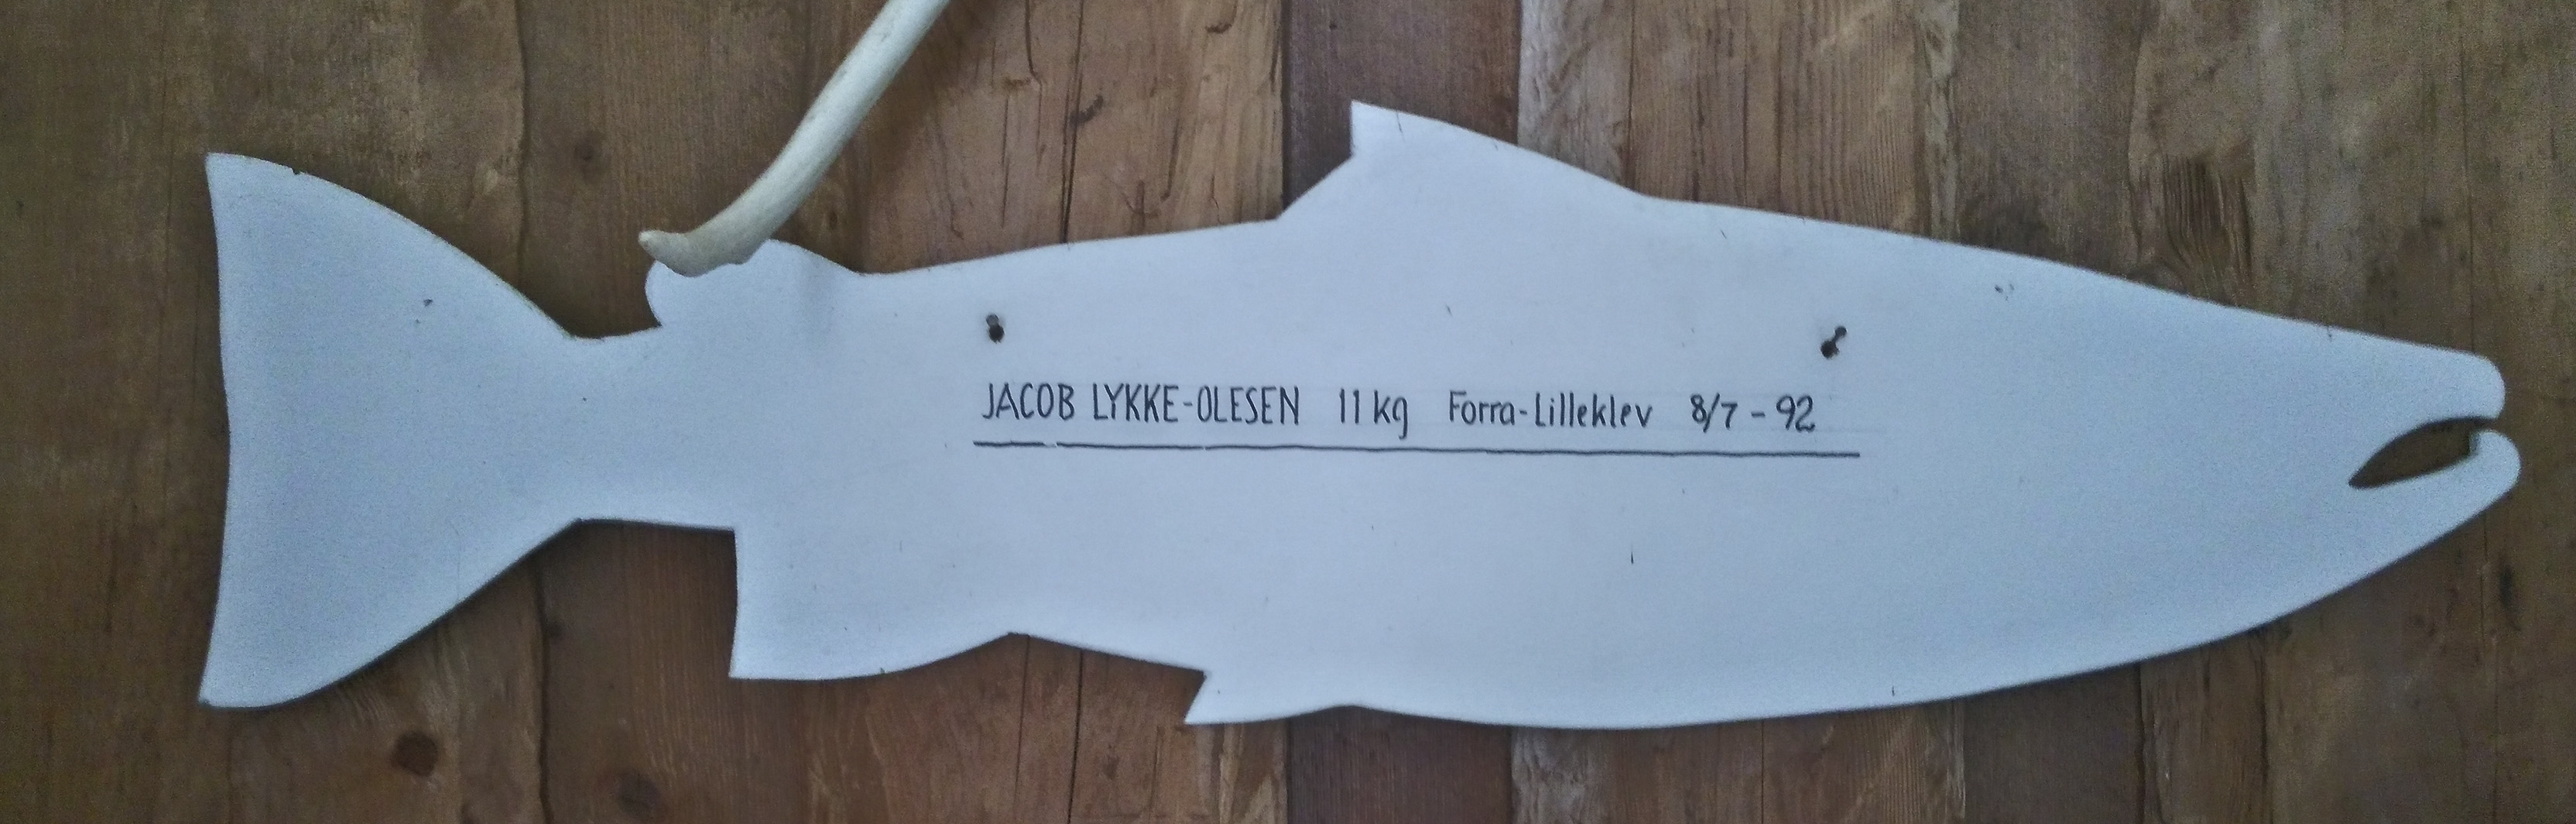 JACOB LYKKE-OLESEN 11 kg Forra-Lilleklev 8/7 - 92